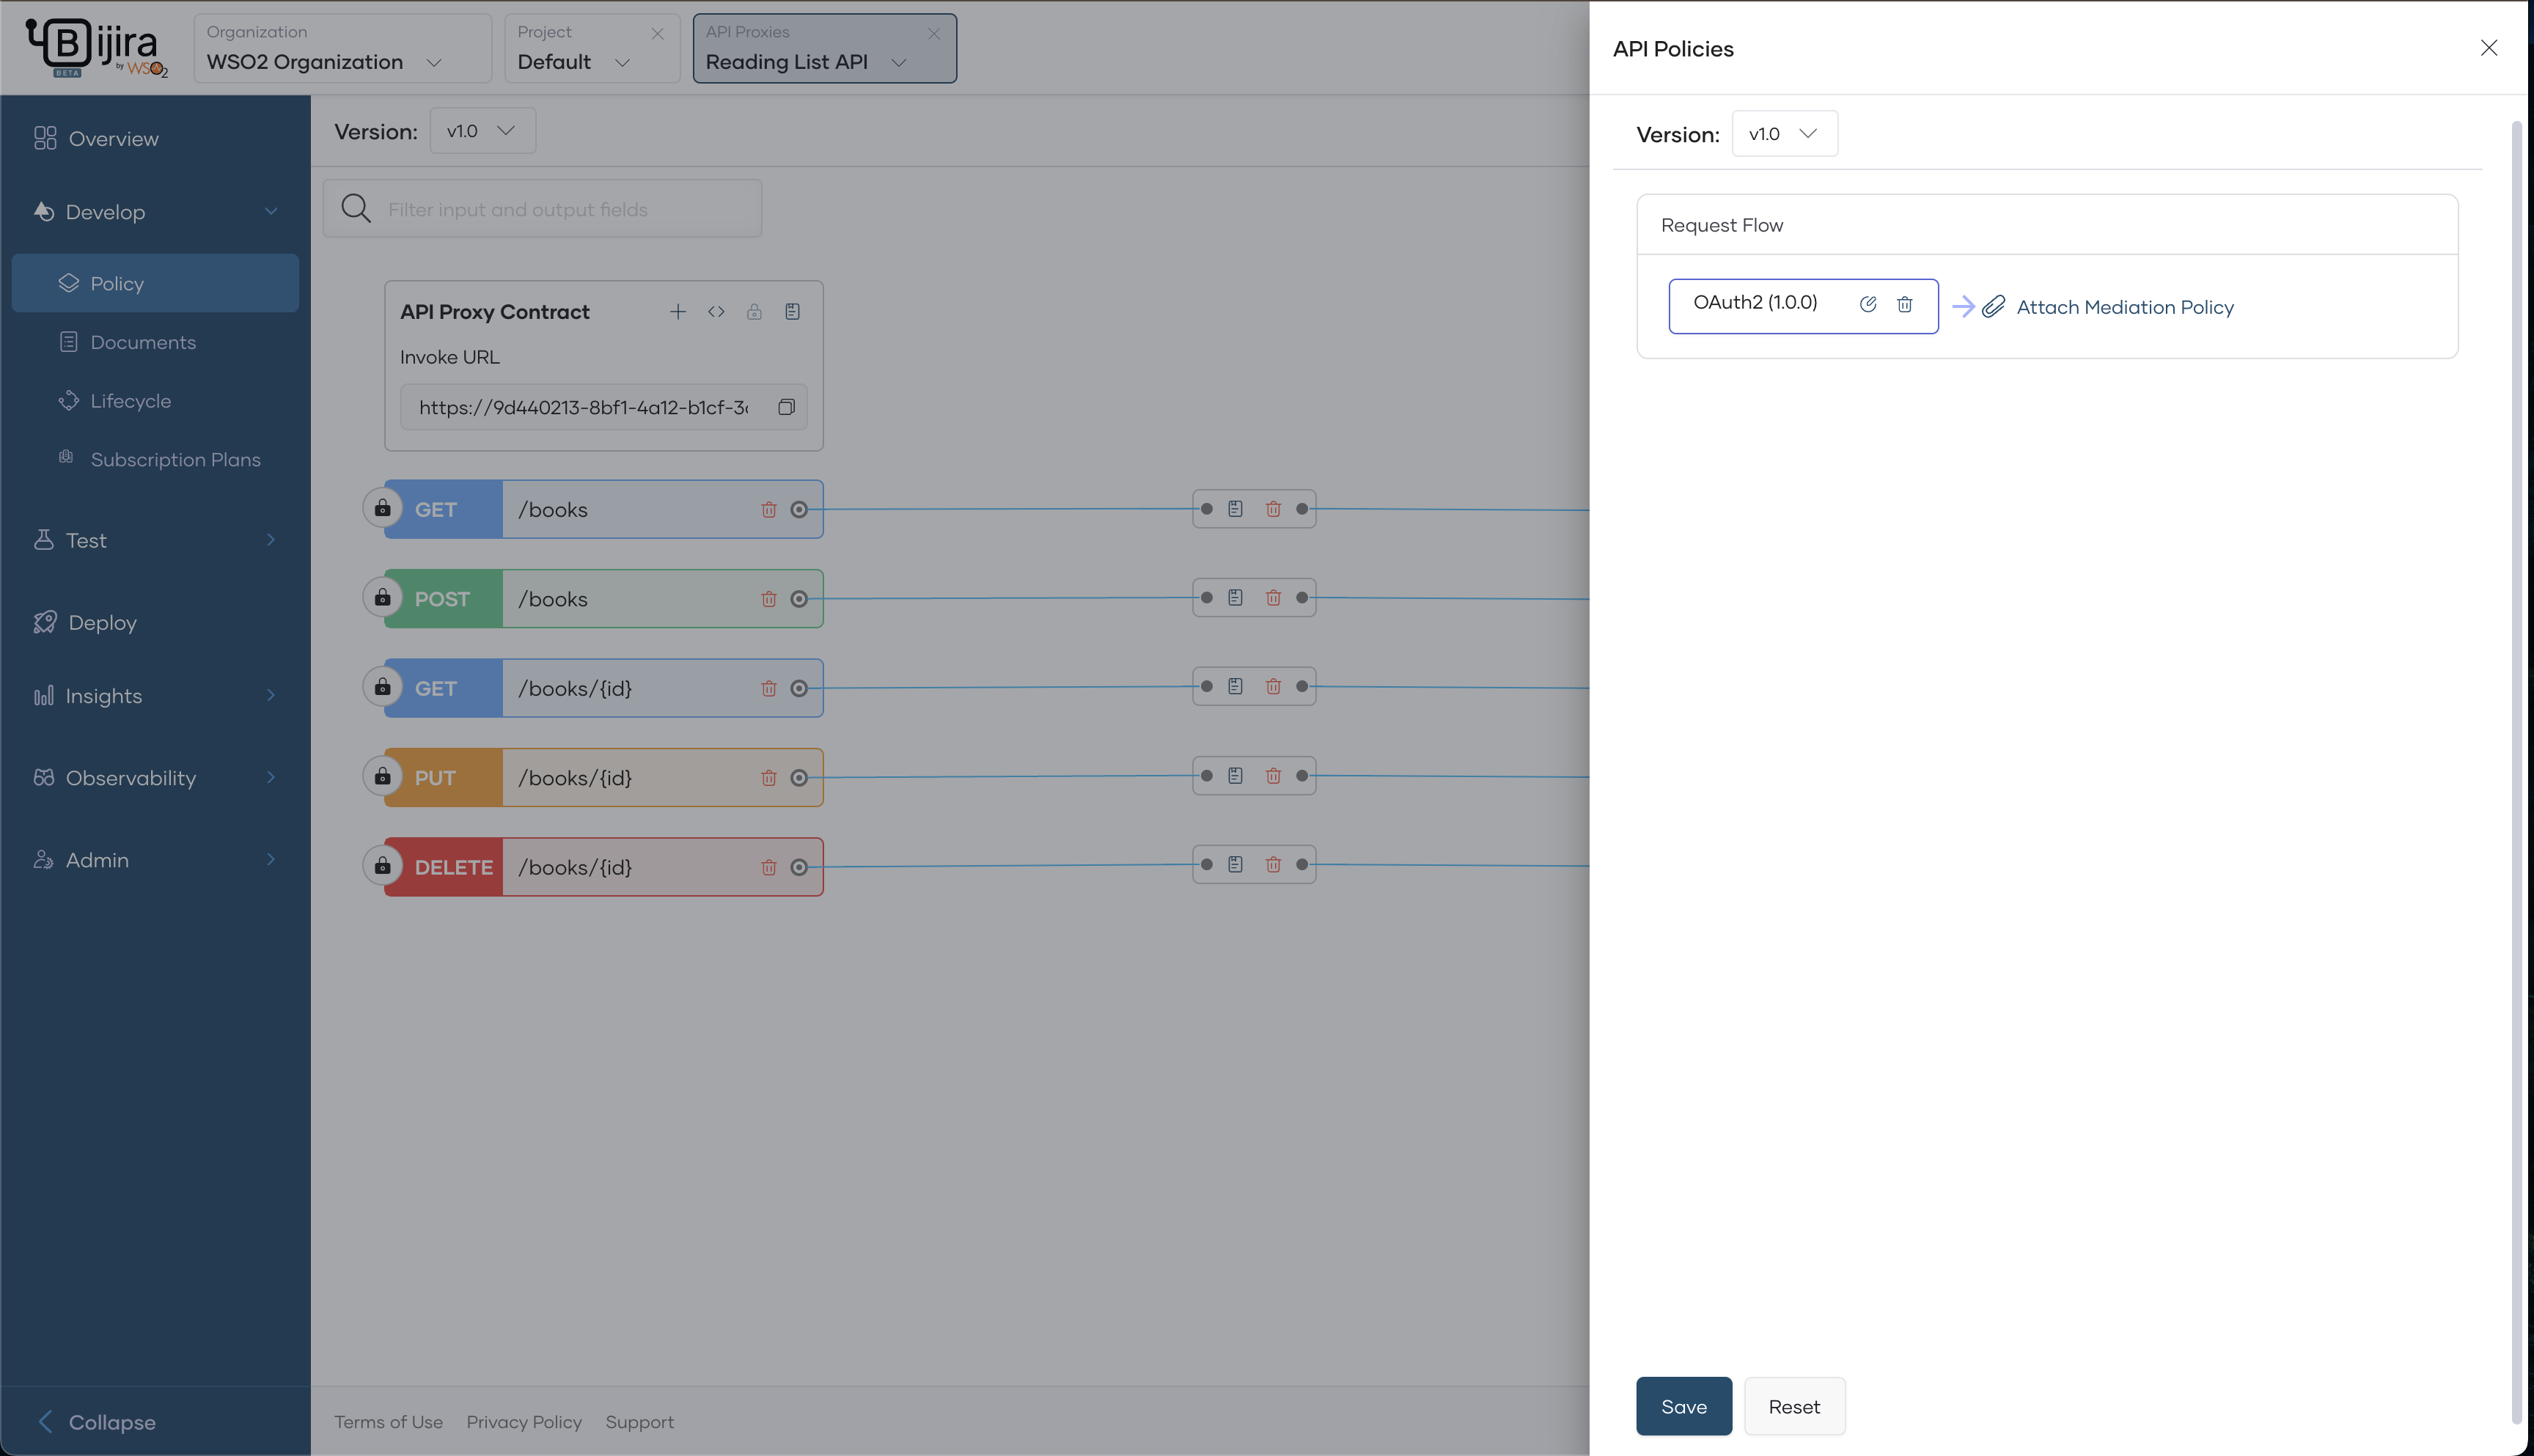 Bijira
BETA
by WSO2
Organization
WSO2 Organization
Project
Default
API Proxies
Reading List API
Overview
Develop
Policy
Documents
Lifecycle
Subscription Plans
Test
Deploy
Insights
Observability
Admin
Collapse
Version: v1.0
Filter input and output fields
API Proxy Contract
Invoke URL
https://9d440213-8bf1-4a12-b1cf-3
GET /books
POST /books
GET /books/{id}
PUT /books/{id}
DELETE /books/{id}
Terms of Use Privacy Policy Support
API Policies
Version: v1.0
Request Flow
OAuth2 (1.0.0)
Attach Mediation Policy
Save
Reset